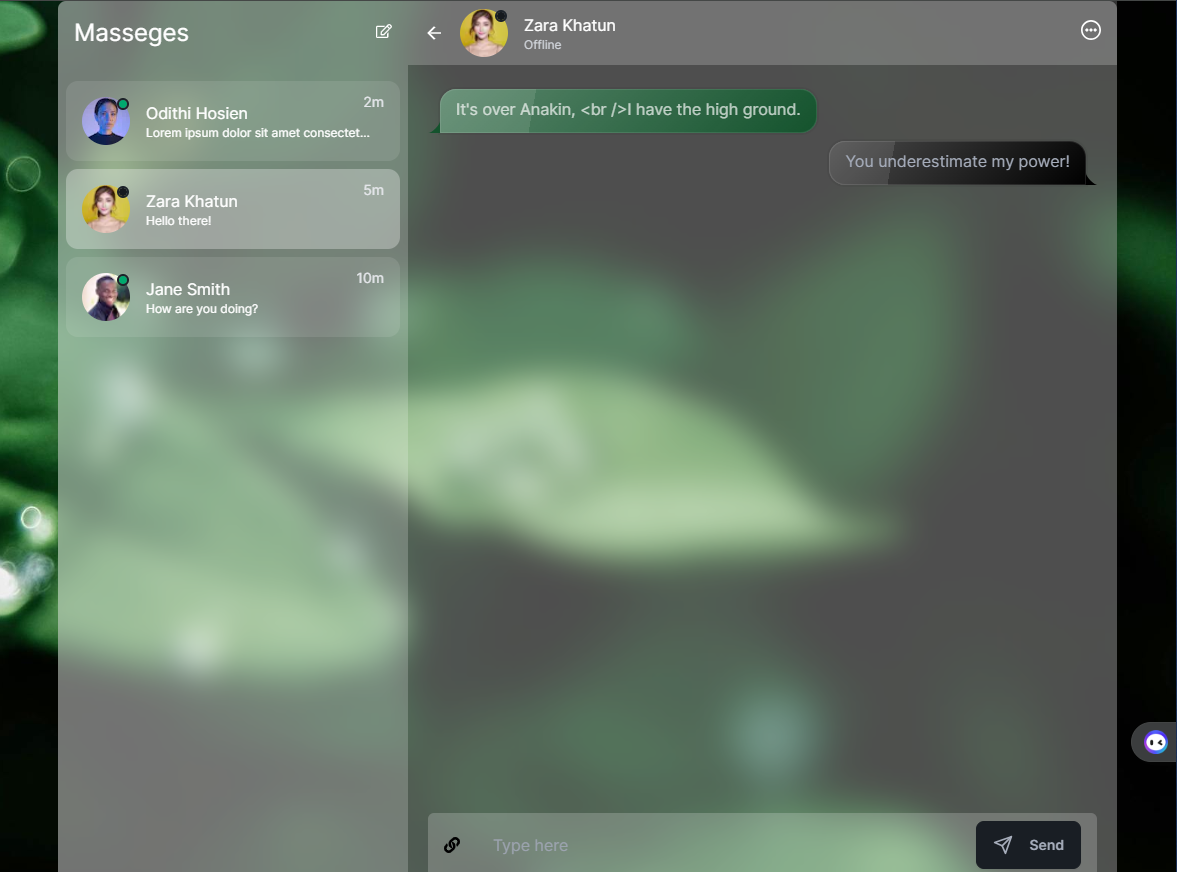 Masseges
Zara Khatun
Offline
Odithi Hosien
2m
Lorem ipsum dolor sit amet consectet...
Zara Khatun
5m
Hello there!
Jane Smith
10m
How are you doing?
It's over Anakin, <br />I have the high ground.
You underestimate my power!
Type here
Send